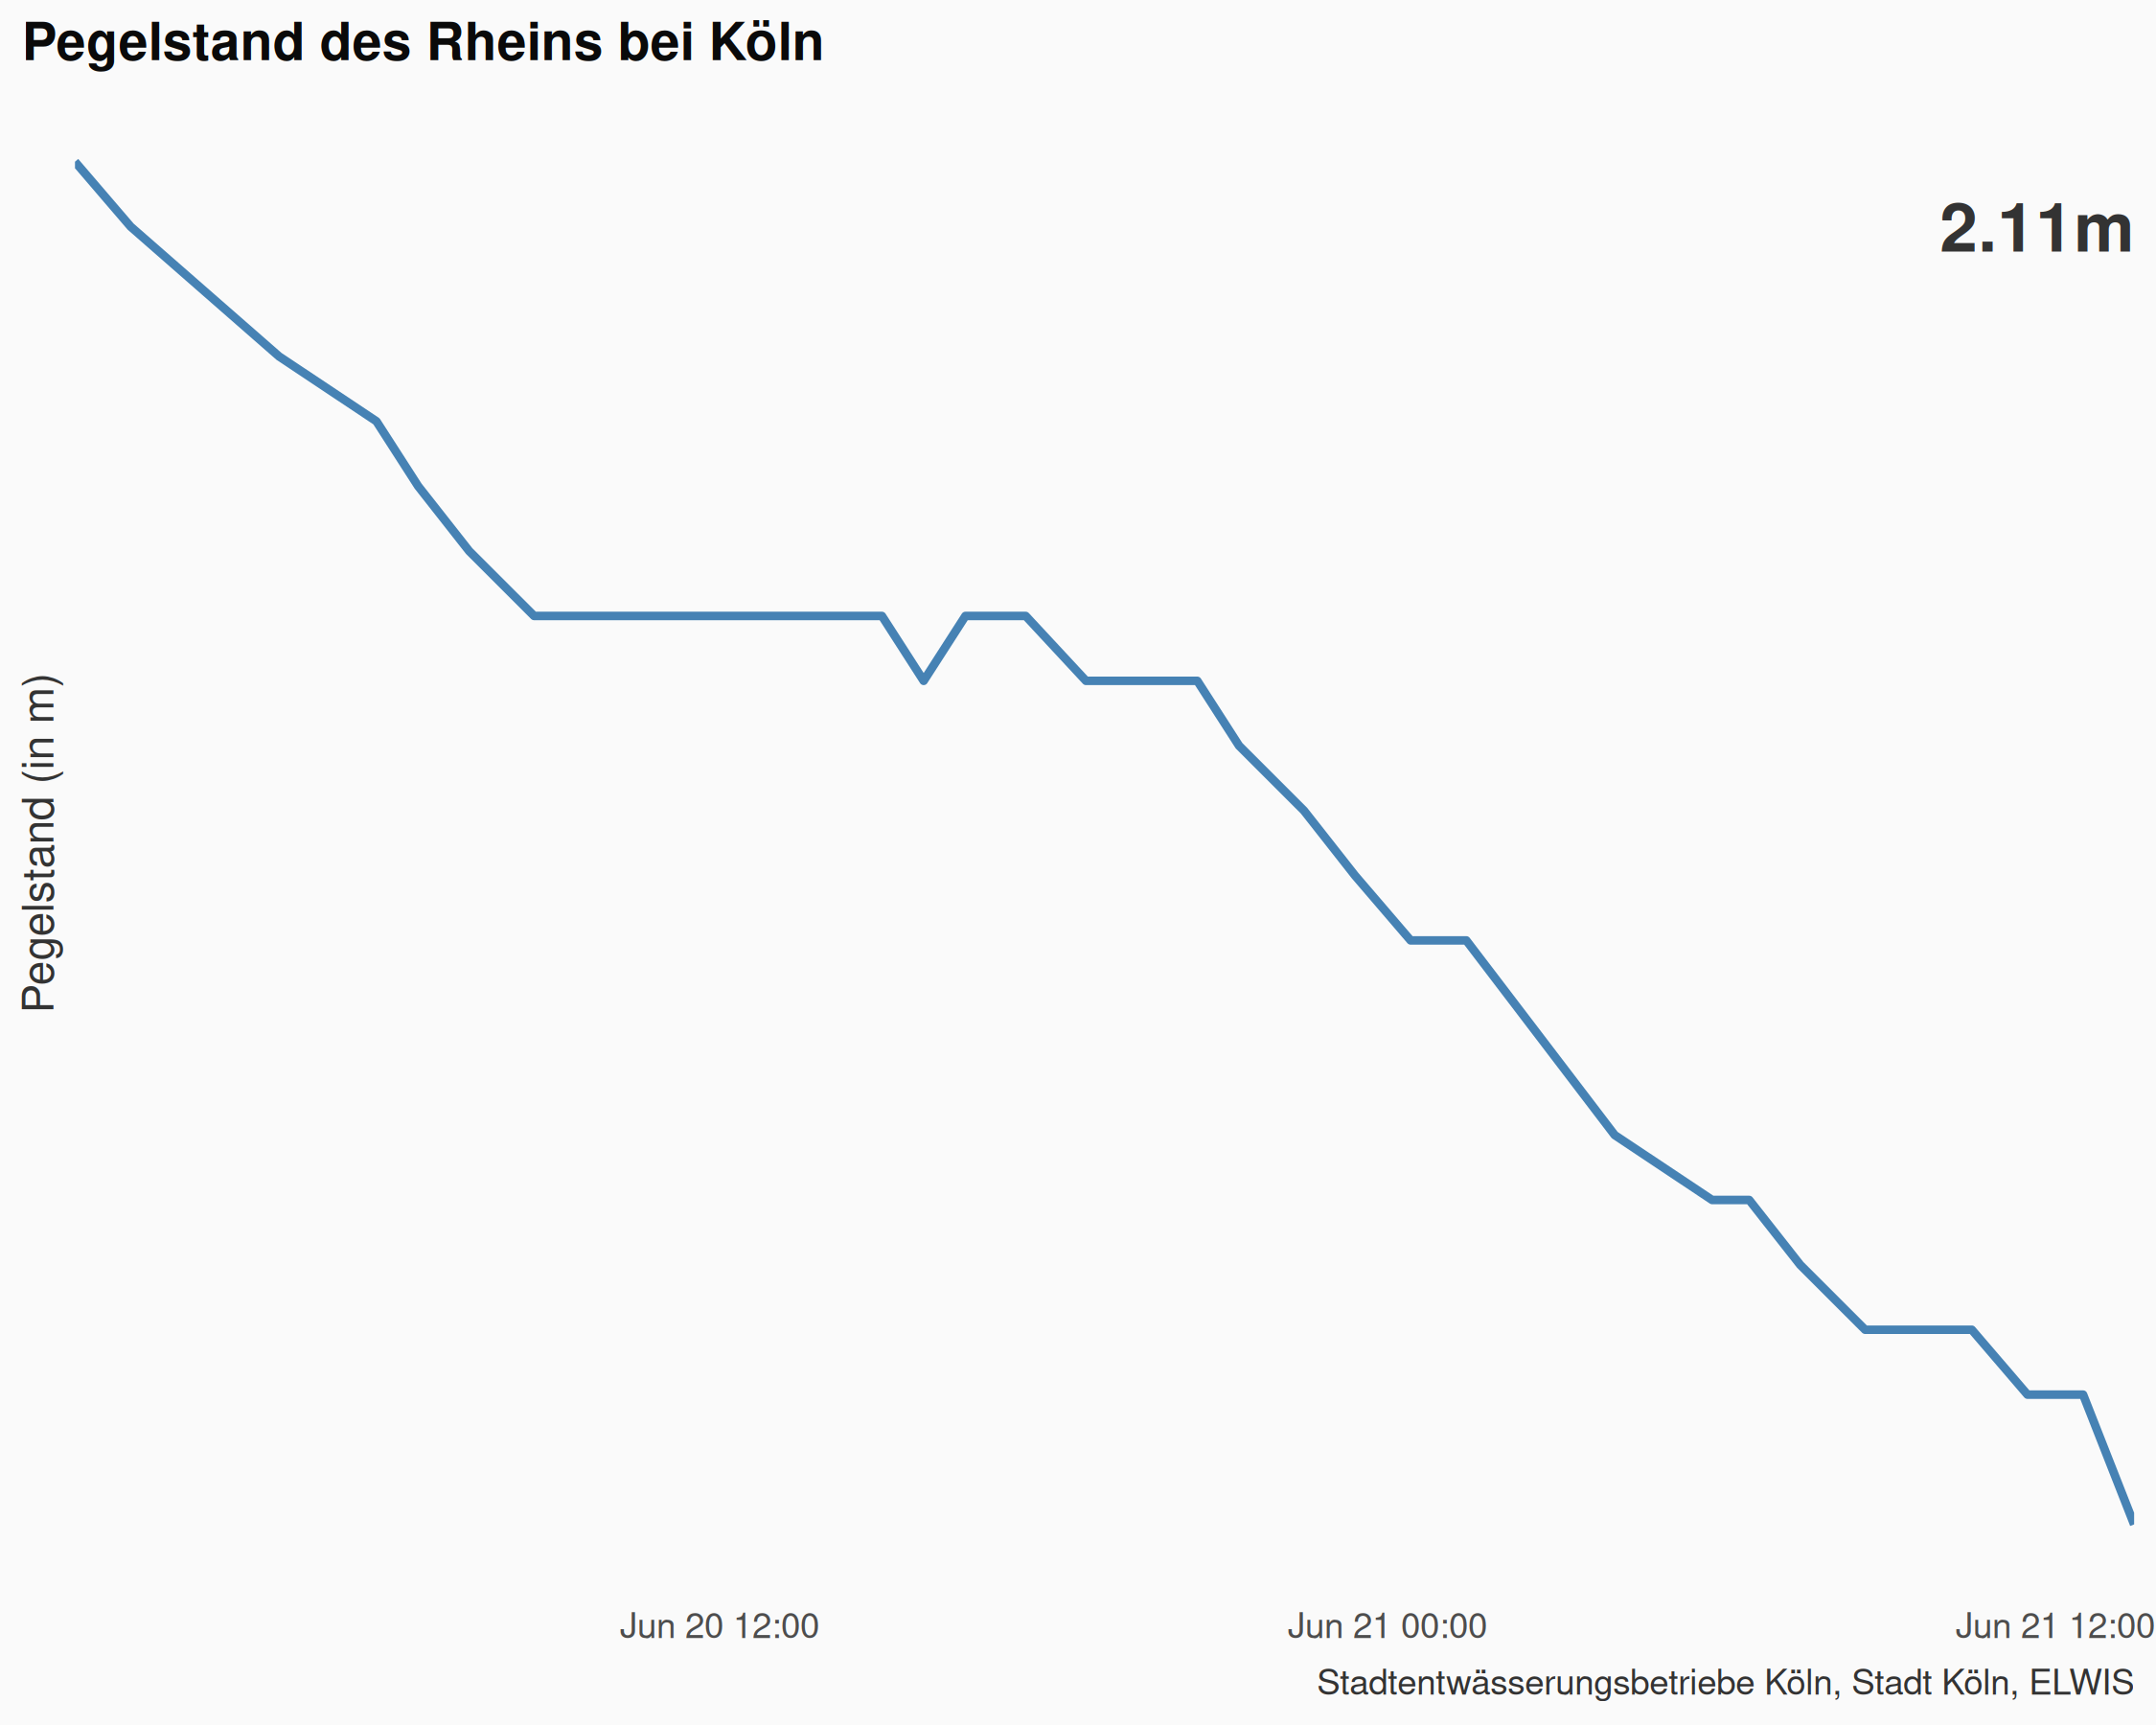 Pegelstand des Rheins bei Köln
2.11m
Pegelstand (in m)
Jun 20 12:00
Jun 21 00:00
Jun 21 12:00
Stadtentwässerungsbetriebe Köln, Stadt Köln, ELWIS